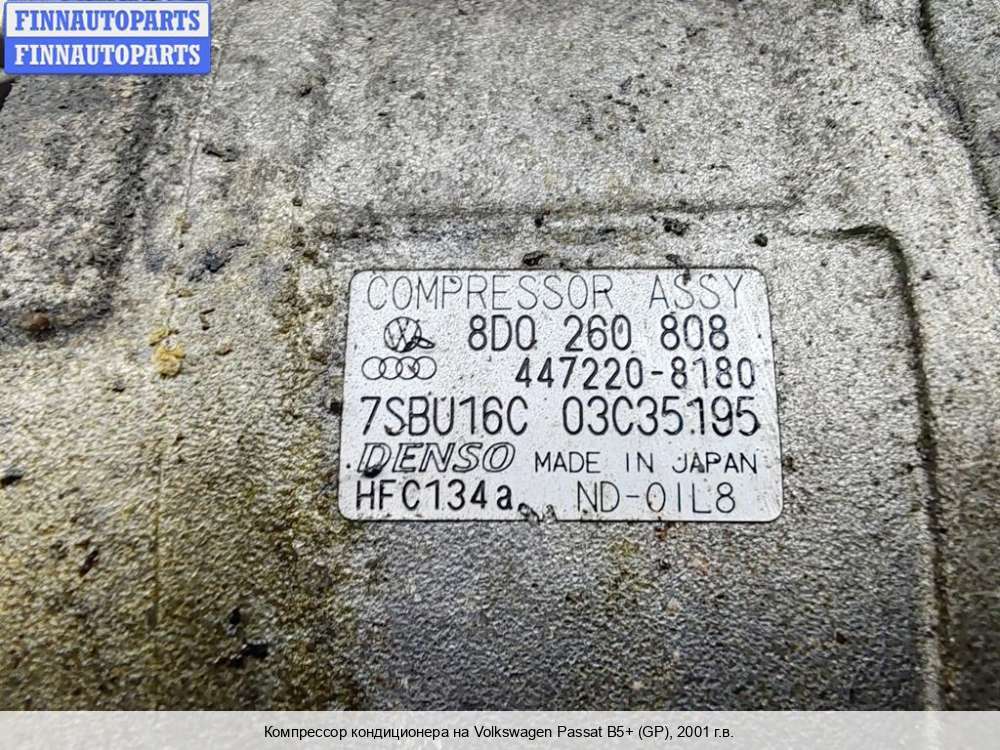 FINNAUTOPARTS
FINNAUTOPARTS
COMPRESSOR ASSY
8D0 260 808
447220-8180
7SBU16C 03C35195
DENSO MADE IN JAPAN
HFC134a ND-OIL8
Компрессор кондиционера на Volkswagen Passat B5+ (GP), 2001 г.в.